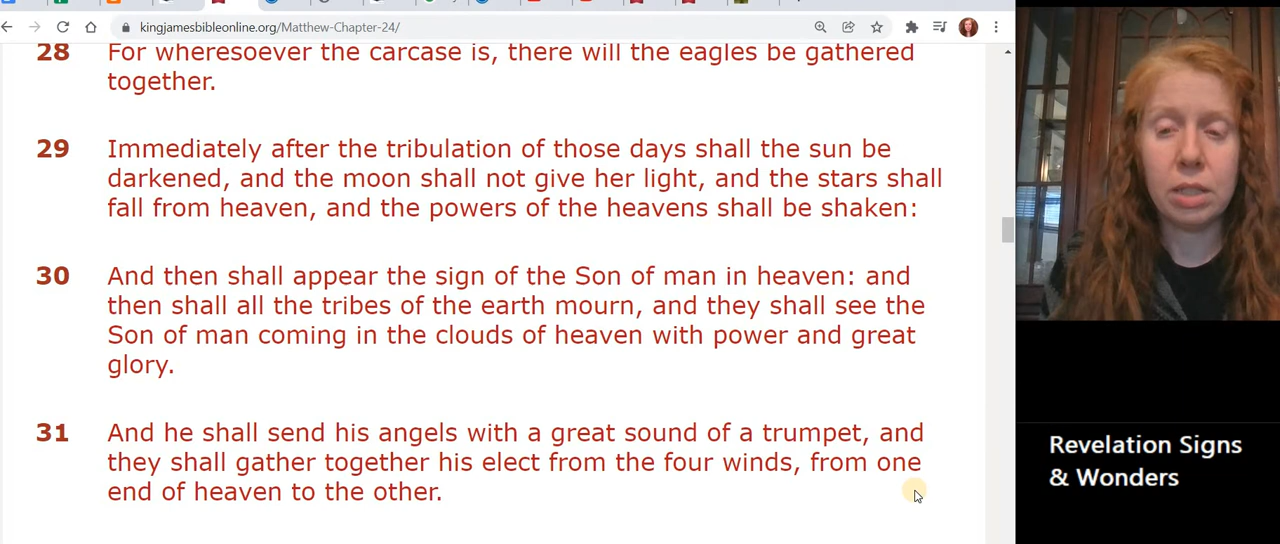 kingjamesbibleonline.org/Matthew-Chapter-24/
28 For wheresoever the carcase is, there will the eagles be gathered
together.
29 Immediately after the tribulation of those days shall the sun be
darkened, and the moon shall not give her light, and the stars shall
fall from heaven, and the powers of the heavens shall be shaken:
30 And then shall appear the sign of the Son of man in heaven: and
then shall all the tribes of the earth mourn, and they shall see the
Son of man coming in the clouds of heaven with power and great
glory.
31 And he shall send his angels with a great sound of a trumpet, and
they shall gather together his elect from the four winds, from one
end of heaven to the other.
Revelation Signs
& Wonders